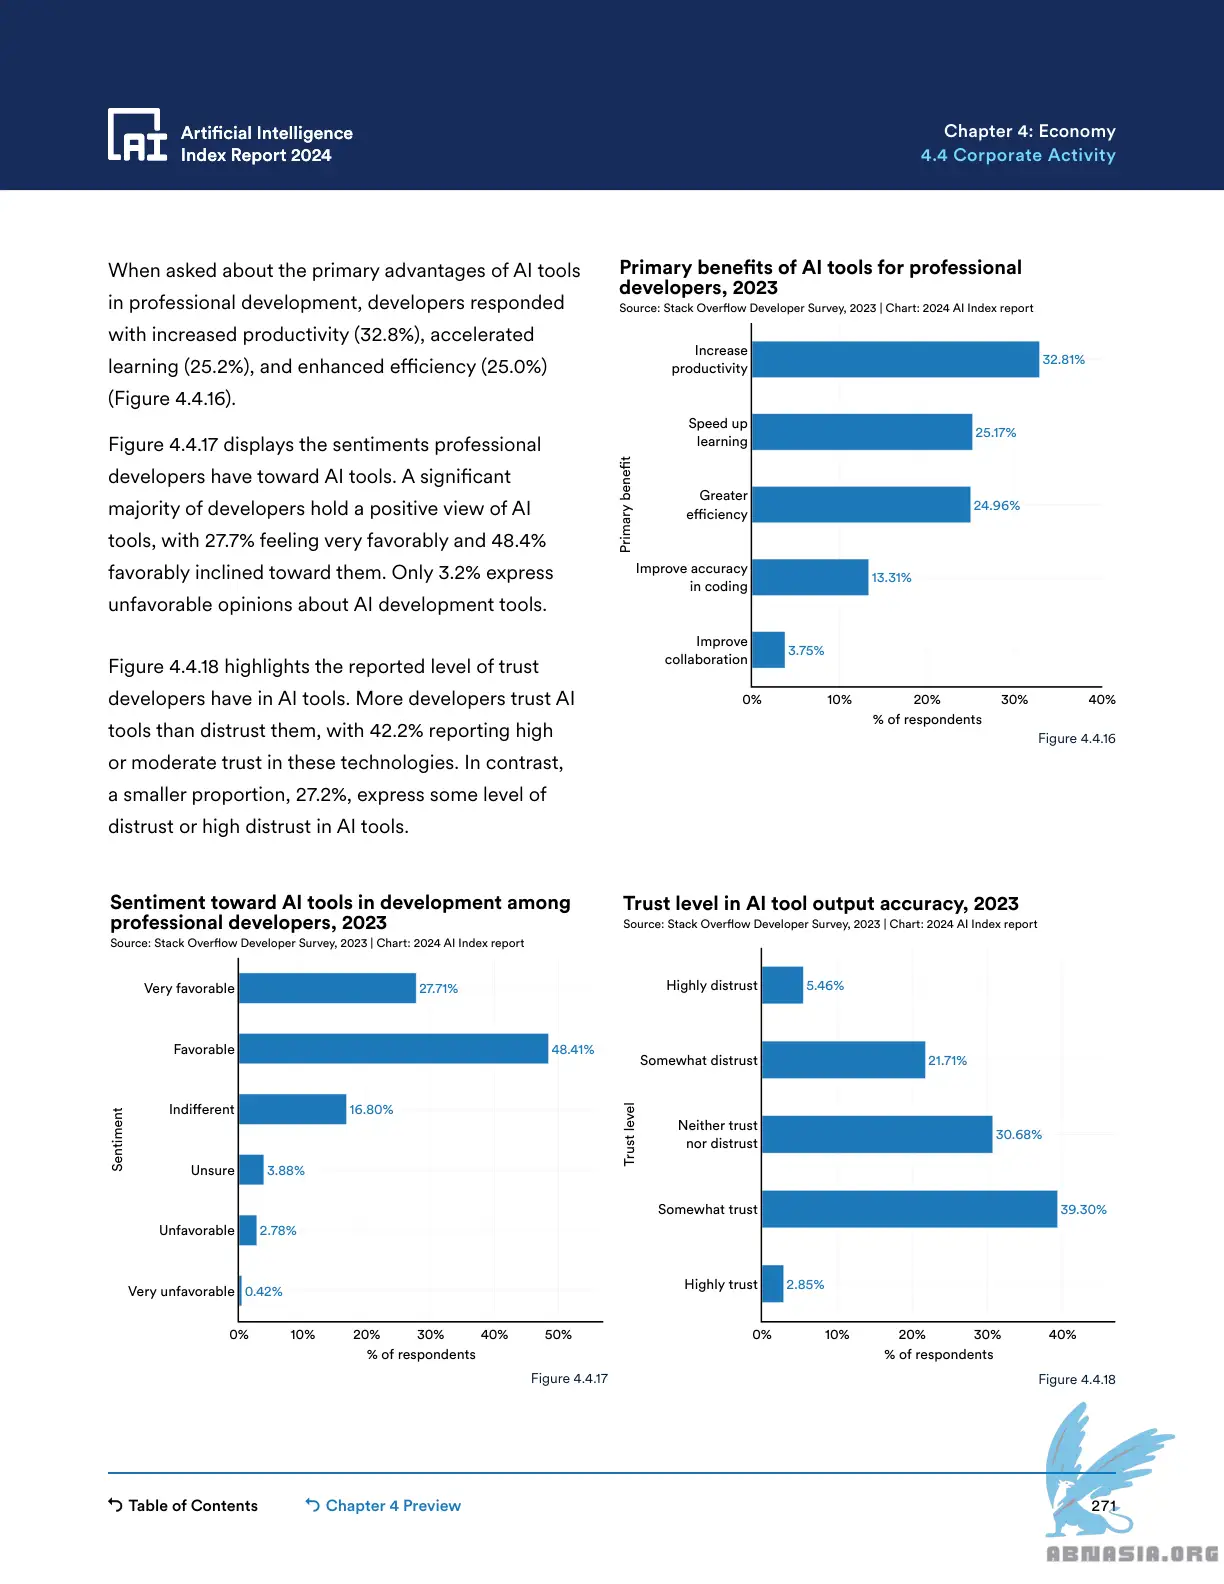 Artificial Intelligence
Index Report 2024
Chapter 4: Economy
4.4 Corporate Activity
When asked about the primary advantages of AI tools
in professional development, developers responded
with increased productivity (32.8%), accelerated
learning (25.2%), and enhanced efficiency (25.0%)
(Figure 4.4.16).
Figure 4.4.17 displays the sentiments professional
developers have toward AI tools. A significant
majority of developers hold a positive view of AI
tools, with 27.7% feeling very favorably and 48.4%
favorably inclined toward them. Only 3.2% express
unfavorable opinions about AI development tools.
Figure 4.4.18 highlights the reported level of trust
developers have in AI tools. More developers trust AI
tools than distrust them, with 42.2% reporting high
or moderate trust in these technologies. In contrast,
a smaller proportion, 27.2%, express some level of
distrust or high distrust in AI tools.
Primary benefits of AI tools for professional
developers, 2023
Source: Stack Overflow Developer Survey, 2023 | Chart: 2024 AI Index report
Primary benefit
Increase
productivity
32.81%
Speed up
learning
25.17%
Greater
efficiency
24.96%
Improve accuracy
in coding
13.31%
Improve
collaboration
3.75%
0% 10% 20% 30% 40%
% of respondents
Figure 4.4.16
Sentiment toward AI tools in development among
professional developers, 2023
Source: Stack Overflow Developer Survey, 2023 | Chart: 2024 AI Index report
Sentiment
Very favorable 27.71%
Favorable 48.41%
Indifferent 16.80%
Unsure 3.88%
Unfavorable 2.78%
Very unfavorable 0.42%
0% 10% 20% 30% 40% 50%
% of respondents
Figure 4.4.17
Trust level in AI tool output accuracy, 2023
Source: Stack Overflow Developer Survey, 2023 | Chart: 2024 AI Index report
Trust level
Highly distrust 5.46%
Somewhat distrust 21.71%
Neither trust
nor distrust
30.68%
Somewhat trust 39.30%
Highly trust 2.85%
0% 10% 20% 30% 40%
% of respondents
Figure 4.4.18
Table of Contents
Chapter 4 Preview
271
ABNASIA.ORG